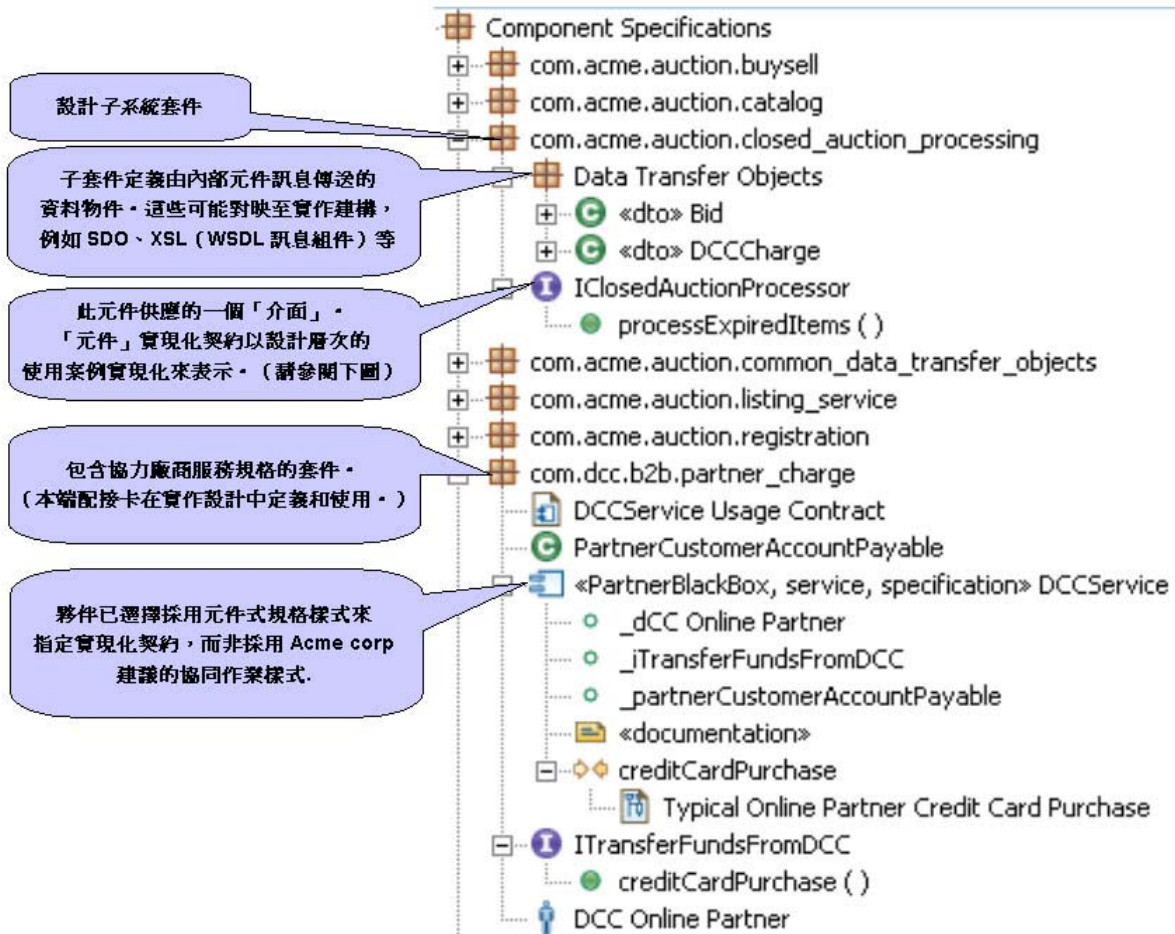 Component Specifications
com.acme.auction.buysell
com.acme.auction.catalog
com.acme.auction.closed_auction_processing
Data Transfer Objects
«dto» Bid
«dto» DCCCharge
IClosedAuctionProcessor
processExpiredItems ( )
com.acme.auction.common_data_transfer_objects
com.acme.auction.listing_service
com.acme.auction.registration
com.dcc.b2b.partner_charge
DCCService Usage Contract
PartnerCustomerAccountPayable
«PartnerBlackBox, service, specification» DCCService
_dCC Online Partner
_iTransferFundsFromDCC
_partnerCustomerAccountPayable
«documentation»
creditCardPurchase
Typical Online Partner Credit Card Purchase
ITransferFundsFromDCC
creditCardPurchase ( )
DCC Online Partner
設計子系統套件
子套件定義由內部元件訊息傳送的
資料物件。這些可能對映至實作建構，
例如 SDO、XSL（WSDL 訊息組件）等
此元件供應的一個「介面」。
「元件」實現化契約以設計層次的
使用案例實現化來表示。（請參閱下圖）
包含協力廠商服務規格的套件。
（本端配接卡在實作設計中定義和使用。）
夥伴已選擇採用元件式規格樣式來
指定實現化契約，而非採用 Acme corp
建議的協同作業樣式.